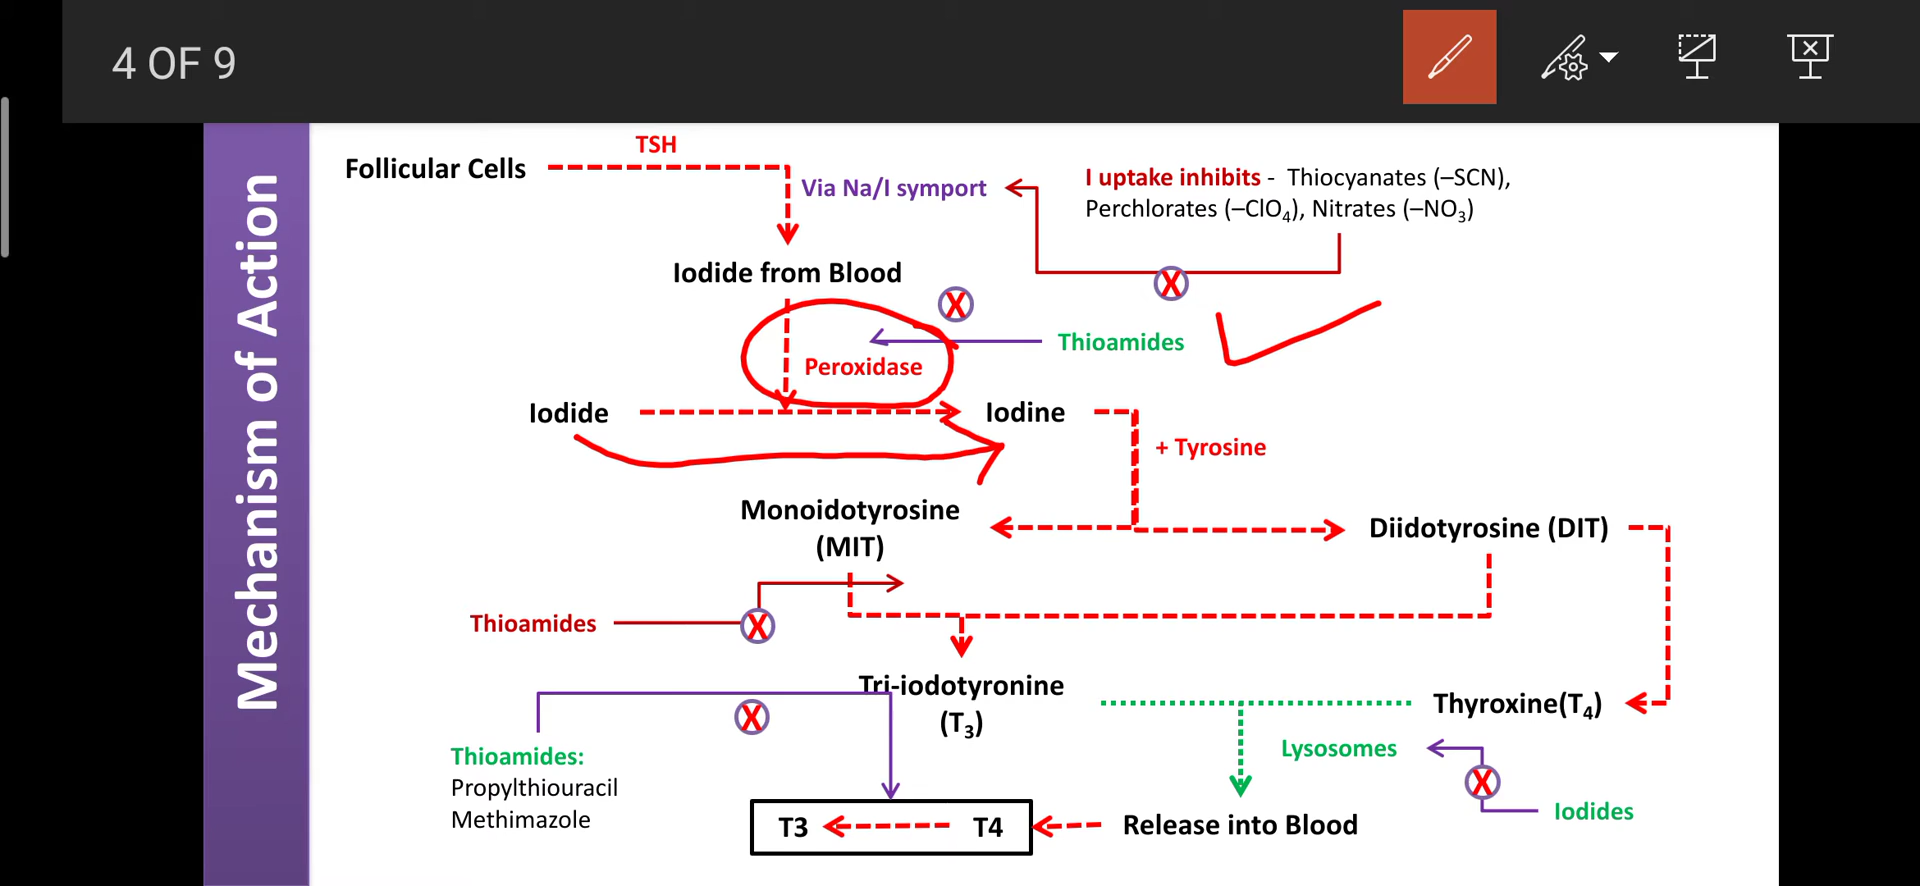 4 OF 9
Mechanism of Action
TSH
Follicular Cells
Via Na/I symport
I uptake inhibits - Thiocyanates (–SCN),
Perchlorates (–ClO4), Nitrates (–NO3)
Iodide from Blood
X
X
Thioamides
Peroxidase
Iodide
Iodine
+ Tyrosine
Monoidotyrosine
(MIT)
Diidotyrosine (DIT)
Thioamides
X
Tri-iodotyronine
(T3)
Thyroxine(T4)
X
Thioamides:
Propylthiouracil
Methimazole
Lysosomes
X
Iodides
T3
T4
Release into Blood